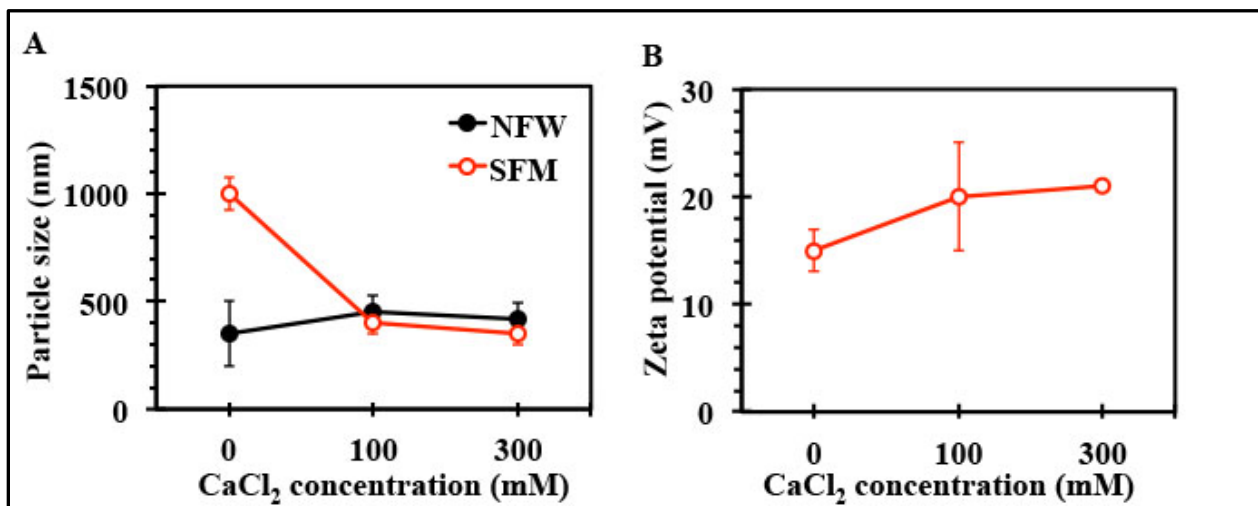 A
Particle size (nm)
1500
1000
500
0
NFW
SFM
0 100 300
CaCl₂ concentration (mM)
B
Zeta potential (mV)
30
20
10
0
0 100 300
CaCl₂ concentration (mM)